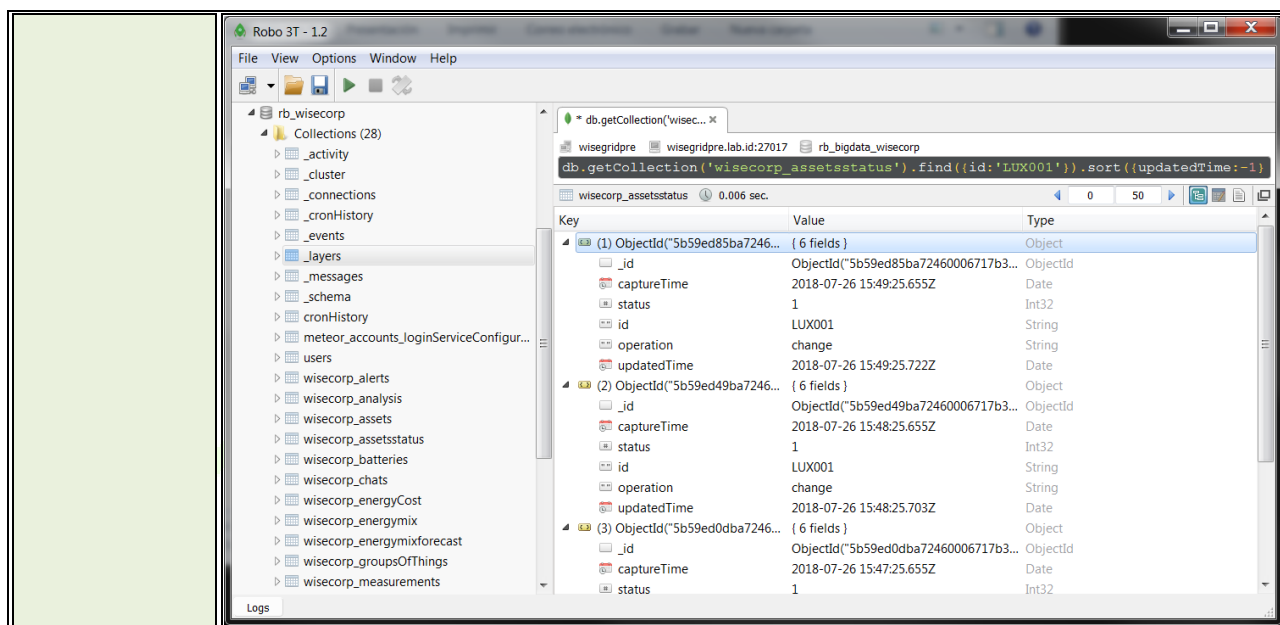 Robo 3T - 1.2
File View Options Window Help
rb_wisecorp
Collections (28)
_activity
_cluster
_connections
_cronHistory
_events
_layers
_messages
_schema
cronHistory
meteor_accounts_loginServiceConfigur...
users
wisecorp_alerts
wisecorp_analysis
wisecorp_assets
wisecorp_assetsstatus
wisecorp_batteries
wisecorp_chats
wisecorp_energyCost
wisecorp_energymix
wisecorp_energymixforecast
wisecorp_groupsOfThings
wisecorp_measurements
* db.getCollection('wisec...
wisegridpre wisegridpre.lab.id:27017 rb_bigdata_wisecorp
db.getCollection('wisecorp_assetsstatus').find({id:'LUX001'}).sort({updatedTime:-1}
wisecorp_assetsstatus 0.006 sec. 0 50
Key Value Type
(1) ObjectId("5b59ed85ba7246... { 6 fields } Object
_id ObjectId("5b59ed85ba72460006717b3... ObjectId
captureTime 2018-07-26 15:49:25.655Z Date
status 1 Int32
id LUX001 String
operation change String
updatedTime 2018-07-26 15:49:25.722Z Date
(2) ObjectId("5b59ed49ba7246... { 6 fields } Object
_id ObjectId("5b59ed49ba72460006717b3... ObjectId
captureTime 2018-07-26 15:48:25.655Z Date
status 1 Int32
id LUX001 String
operation change String
updatedTime 2018-07-26 15:48:25.703Z Date
(3) ObjectId("5b59ed0dba7246... { 6 fields } Object
_id ObjectId("5b59ed0dba72460006717b3... ObjectId
captureTime 2018-07-26 15:47:25.655Z Date
status 1 Int32
Logs